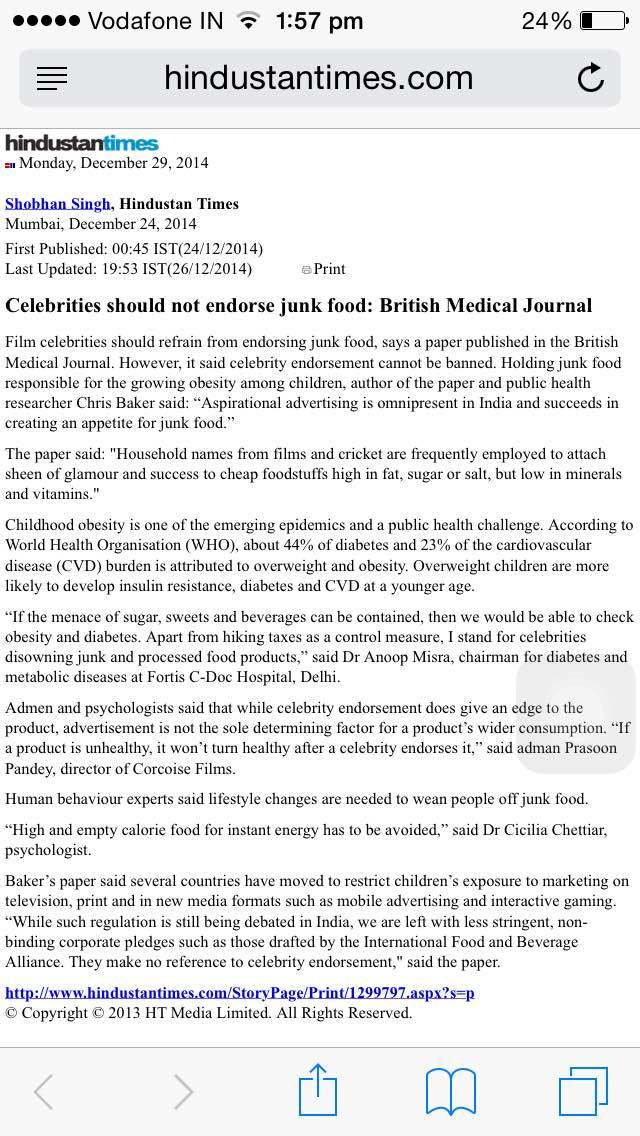 Vodafone IN 1:57 pm 24%
hindustantimes.com
hindustantimes
Monday, December 29, 2014
Shobhan Singh, Hindustan Times
Mumbai, December 24, 2014
First Published: 00:45 IST(24/12/2014)
Last Updated: 19:53 IST(26/12/2014) Print
Celebrities should not endorse junk food: British Medical Journal
Film celebrities should refrain from endorsing junk food, says a paper published in the British
Medical Journal. However, it said celebrity endorsement cannot be banned. Holding junk food
responsible for the growing obesity among children, author of the paper and public health
researcher Chris Baker said: “Aspirational advertising is omnipresent in India and succeeds in
creating an appetite for junk food.”
The paper said: "Household names from films and cricket are frequently employed to attach
sheen of glamour and success to cheap foodstuffs high in fat, sugar or salt, but low in minerals
and vitamins."
Childhood obesity is one of the emerging epidemics and a public health challenge. According to
World Health Organisation (WHO), about 44% of diabetes and 23% of the cardiovascular
disease (CVD) burden is attributed to overweight and obesity. Overweight children are more
likely to develop insulin resistance, diabetes and CVD at a younger age.
“If the menace of sugar, sweets and beverages can be contained, then we would be able to check
obesity and diabetes. Apart from hiking taxes as a control measure, I stand for celebrities
disowning junk and processed food products,” said Dr Anoop Misra, chairman for diabetes and
metabolic diseases at Fortis C-Doc Hospital, Delhi.
Admen and psychologists said that while celebrity endorsement does give an edge to the
product, advertisement is not the sole determining factor for a product’s wider consumption. “If
a product is unhealthy, it won’t turn healthy after a celebrity endorses it,” said adman Prasoon
Pandey, director of Corcoise Films.
Human behaviour experts said lifestyle changes are needed to wean people off junk food.
“High and empty calorie food for instant energy has to be avoided,” said Dr Cicilia Chettiar,
psychologist.
Baker’s paper said several countries have moved to restrict children’s exposure to marketing on
television, print and in new media formats such as mobile advertising and interactive gaming.
“While such regulation is still being debated in India, we are left with less stringent, non-
binding corporate pledges such as those drafted by the International Food and Beverage
Alliance. They make no reference to celebrity endorsement," said the paper.
http://www.hindustantimes.com/StoryPage/Print/1299797.aspx?s=p
© Copyright © 2013 HT Media Limited. All Rights Reserved.